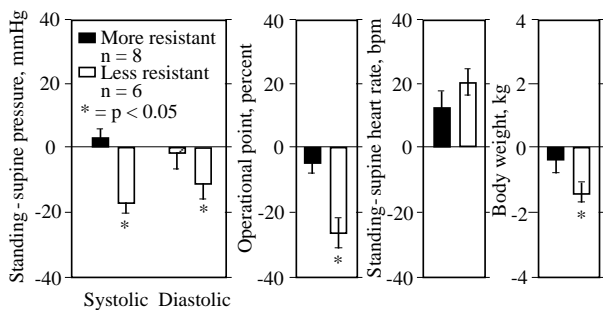 Standing - supine pressure, mmHg
40
20
0
-20
-40
More resistant
n = 8
Less resistant
n = 6
* = p < 0.05
*
*
Systolic Diastolic
Operational point, percent
40
20
0
-20
-40
*
Standing - supine heart rate, bpm
40
20
0
-20
-40
Body weight, kg
4
2
0
-2
-4
*